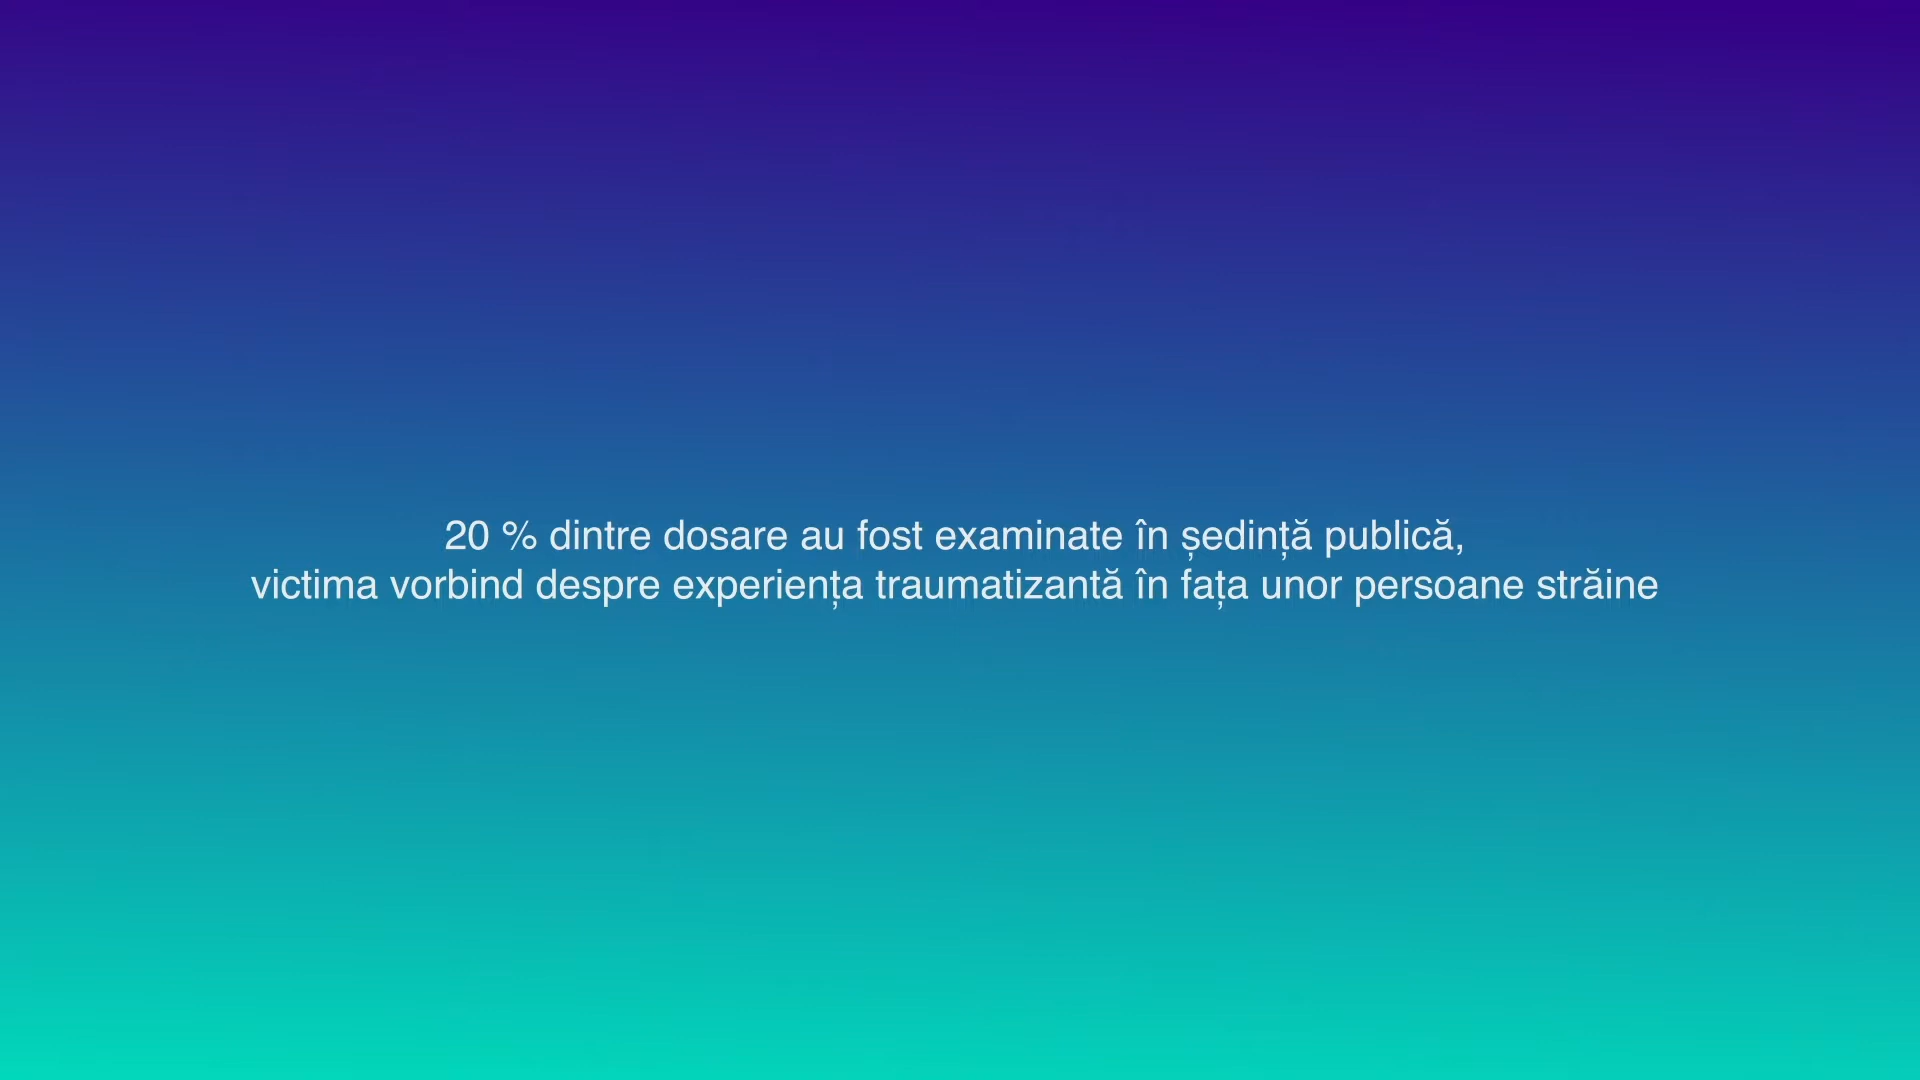 20 % dintre dosare au fost examinate în ședință publică,
victima vorbind despre experiența traumatizantă în fața unor persoane străine